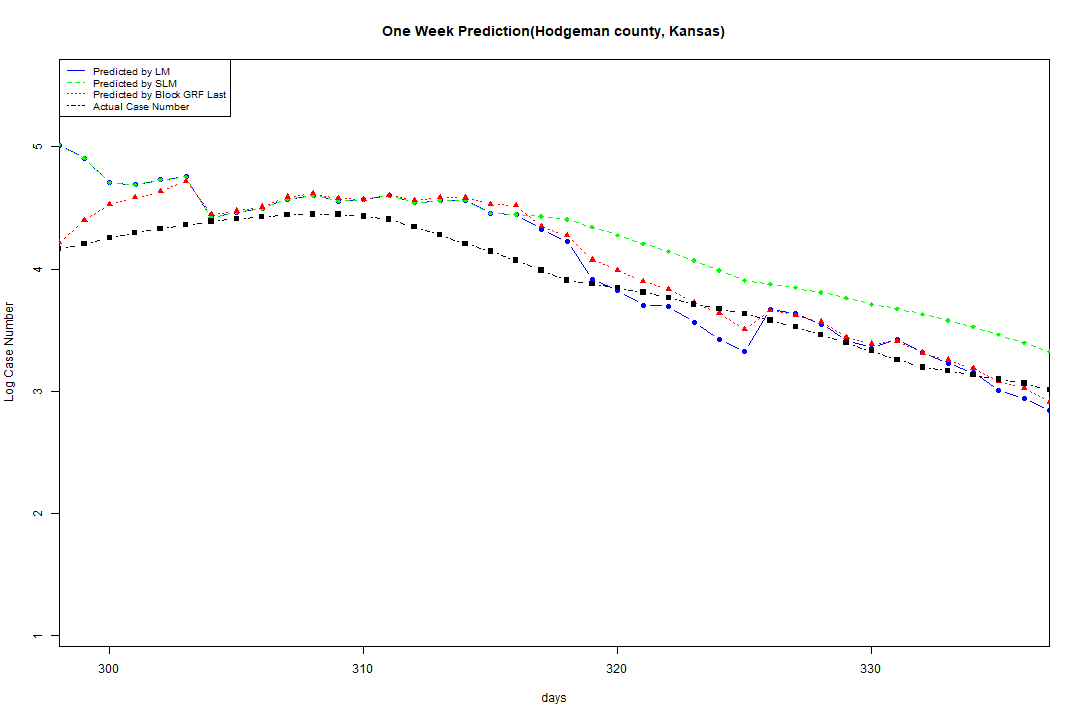 One Week Prediction(Hodgeman county, Kansas)
Predicted by LM
Predicted by SLM
Predicted by Block GRF Last
Actual Case Number
5
4
3
2
1
Log Case Number
300 310 320 330
days